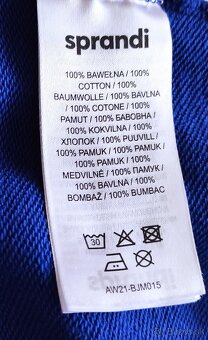 sprandi
100% BAWEŁNA / 100%
COTTON / 100%
BAUMWOLLE / 100% BAVLNA
/ 100% COTONE / 100%
PAMUT / 100% БАВОВНА /
100% KOKVILNA / 100%
ХЛОПОК / 100% PUUVILL /
100% PAMUK / 100% PAMUK /
100% PAMUK / 100%
MEDVILNĖ / 100% ПАМУК /
100% BAVLNA / 100%
BOMBAŽ / 100% BUMBAC
30
AW21-BJM015